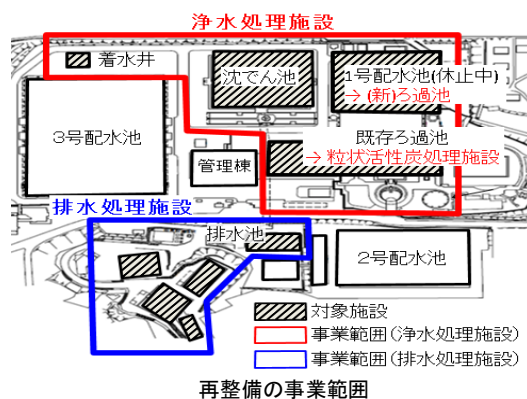 浄水処理施設
着水井
沈でん池
1号配水池(休止中)
→ (新)ろ過池
3号配水池
既存ろ過池
→ 粒状活性炭処理施設
管理棟
排水処理施設
排水池
2号配水池
対象施設
事業範囲(浄水処理施設)
事業範囲(排水処理施設)
再整備の事業範囲